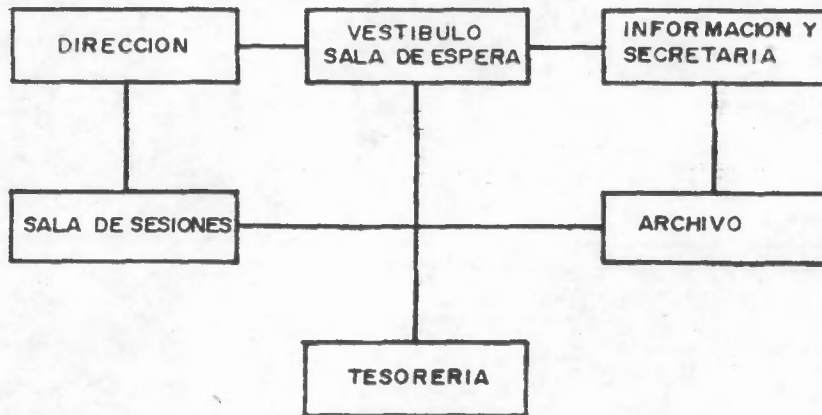 DIRECCION
VESTIBULO
SALA DE ESPERA
INFORMACION Y
SECRETARIA
SALA DE SESIONES
ARCHIVO
TESORERIA